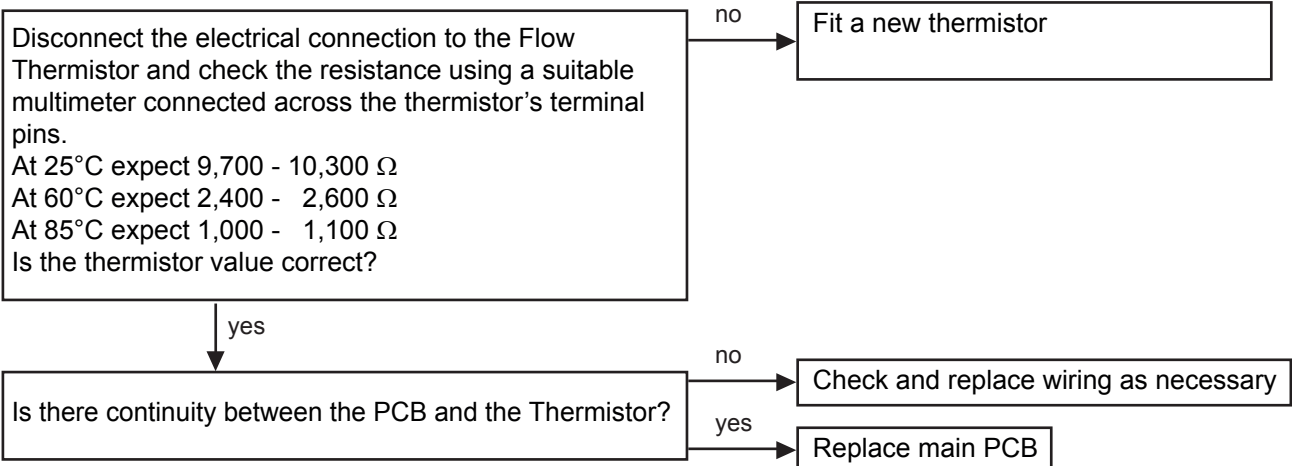 Disconnect the electrical connection to the Flow
Thermistor and check the resistance using a suitable
multimeter connected across the thermistor’s terminal
pins.
At 25°C expect 9,700 - 10,300 Ω
At 60°C expect 2,400 - 2,600 Ω
At 85°C expect 1,000 - 1,100 Ω
Is the thermistor value correct?
no
Fit a new thermistor
yes
Is there continuity between the PCB and the Thermistor?
no
Check and replace wiring as necessary
yes
Replace main PCB